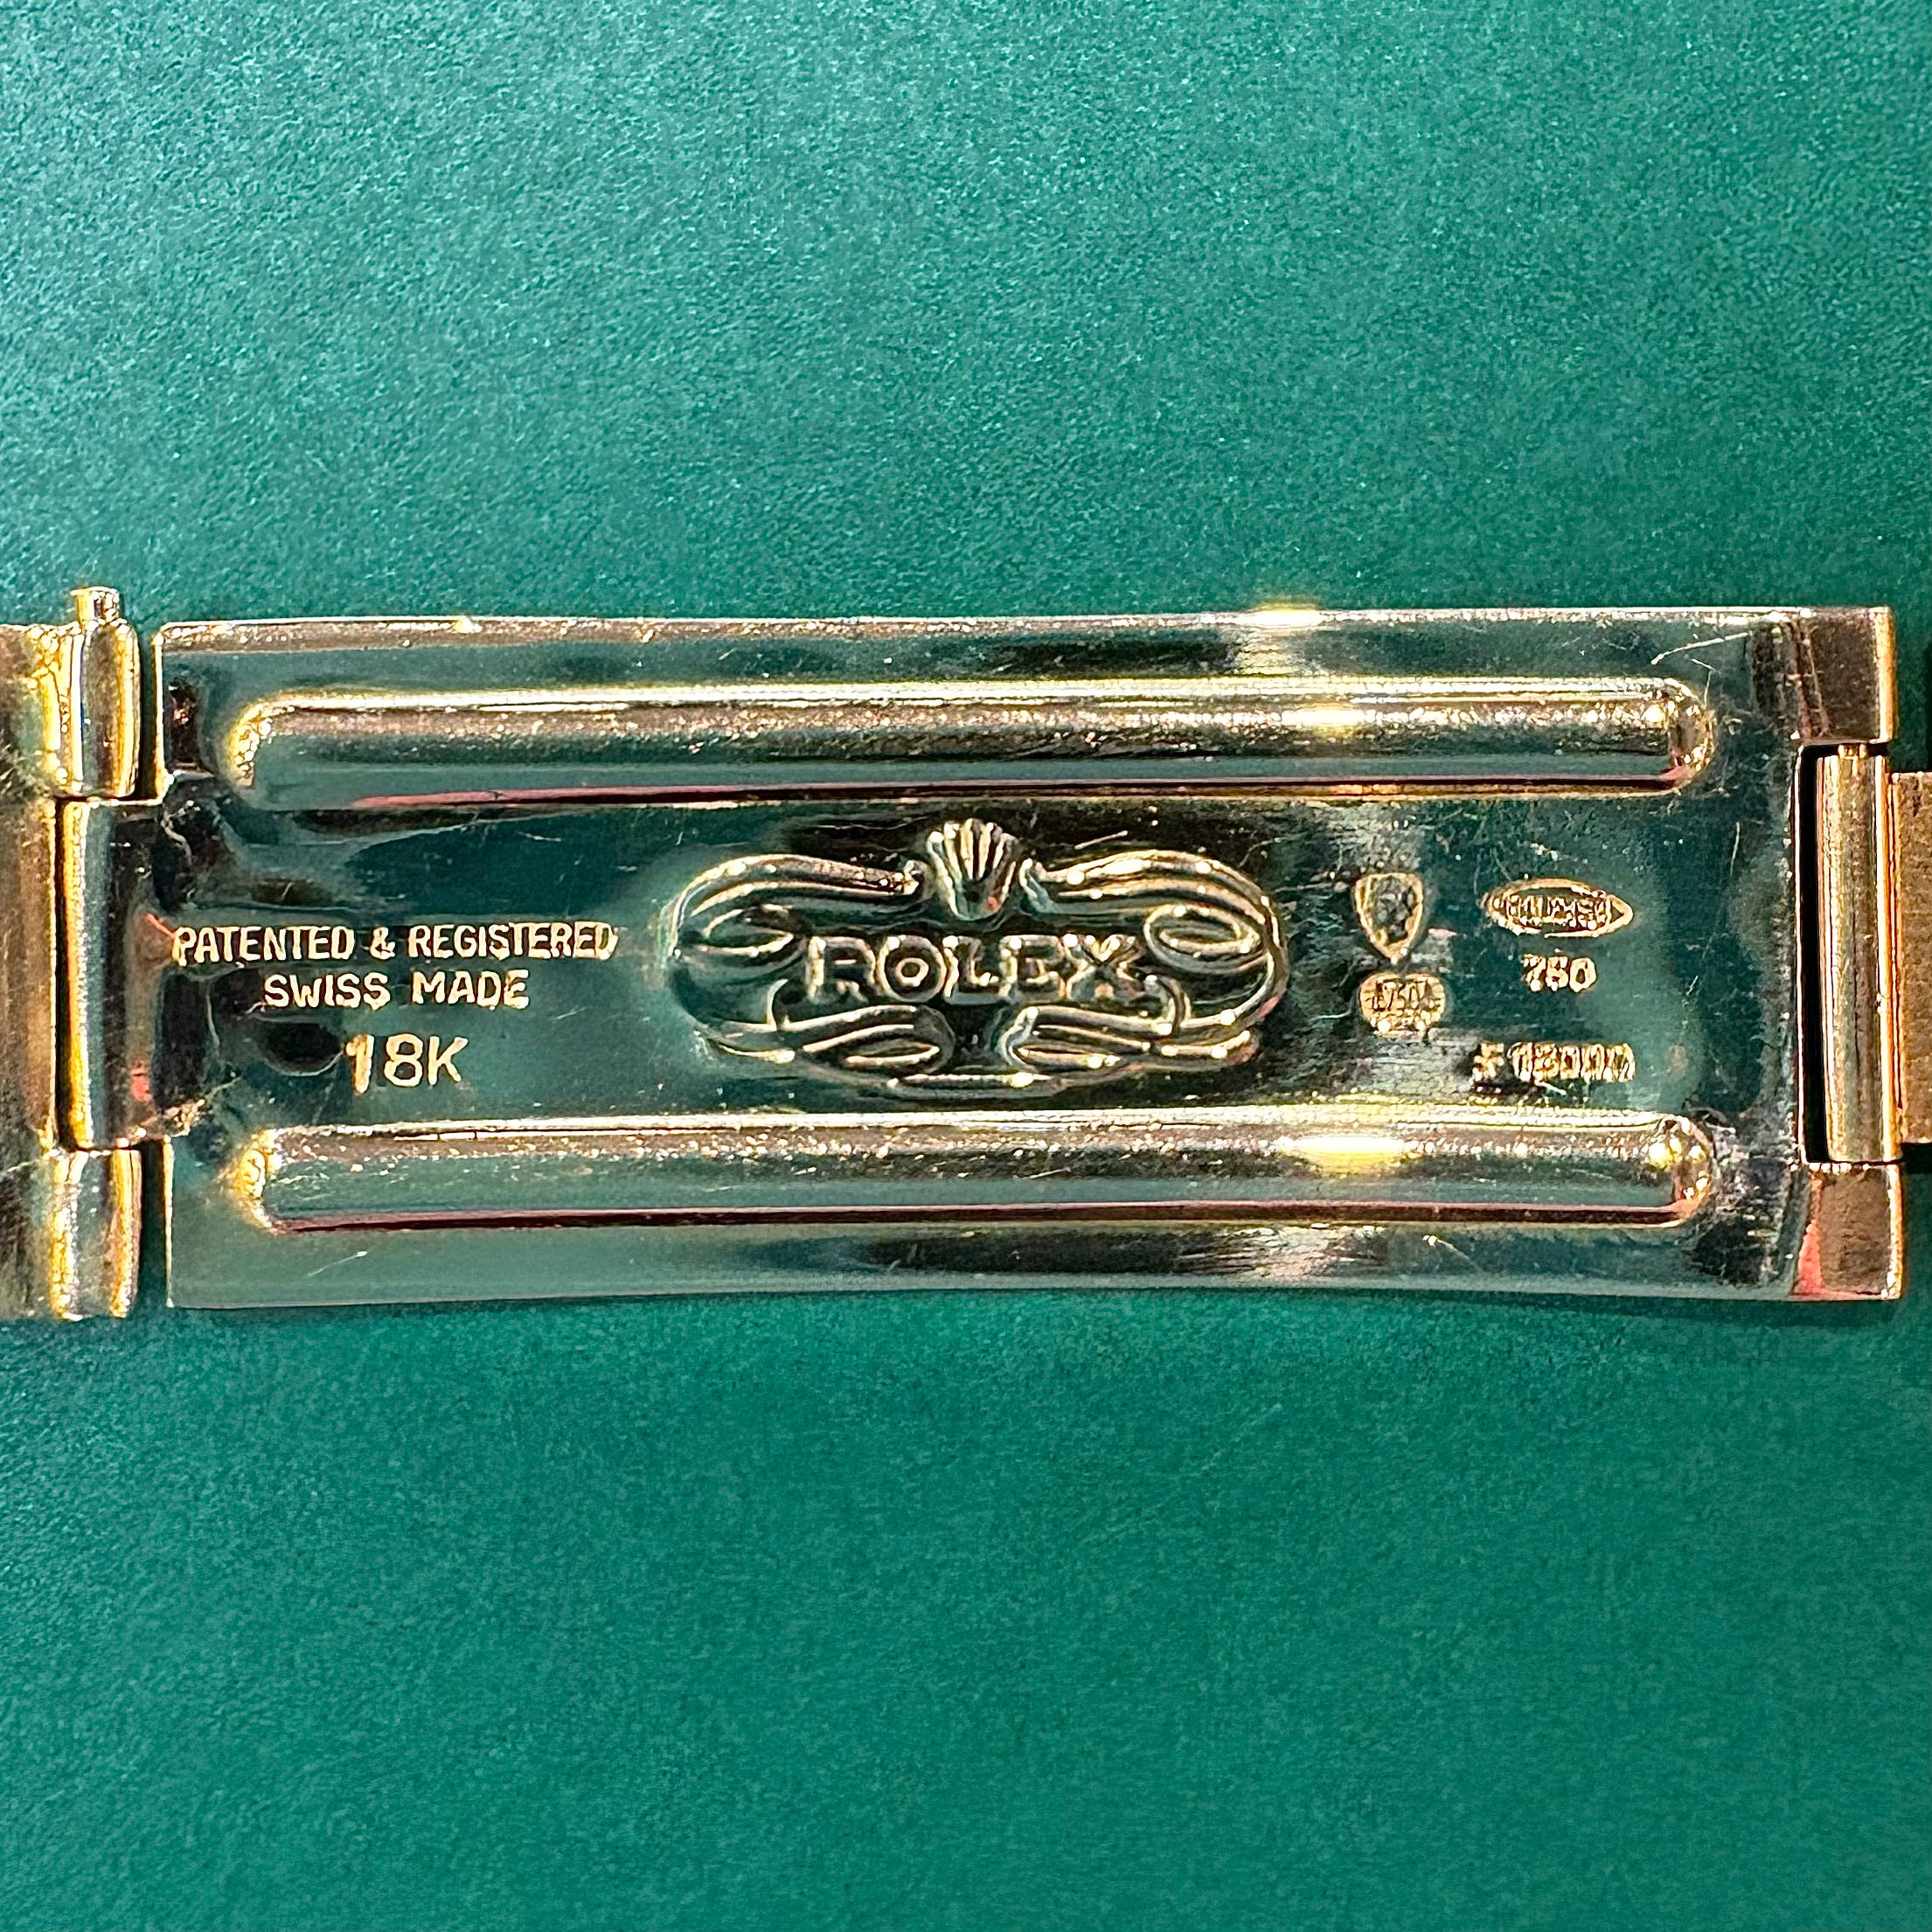 PATENTED & REGISTERED
SWISS MADE
18K
ROLEX
750